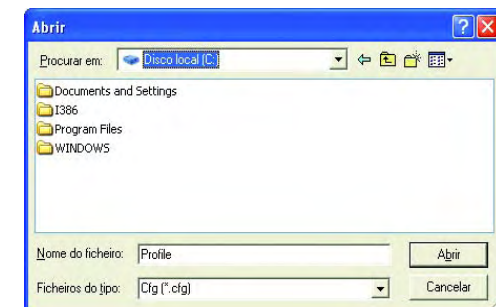 Abrir
Procurar em: Disco local (C:)
Documents and Settings
I386
Program Files
WINDOWS
Nome do ficheiro: Profile Abrir
Ficheiros do tipo: Cfg (*.cfg) Cancelar